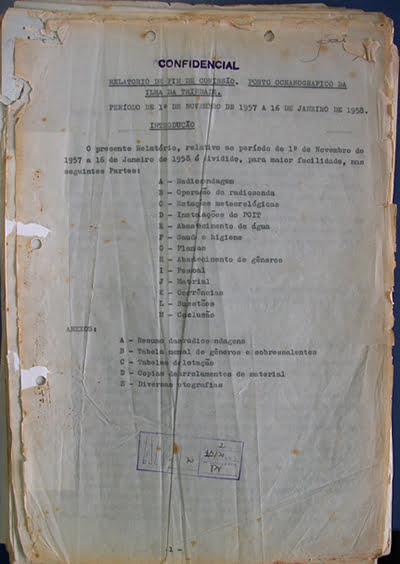 CONFIDENCIAL
RELATORIO DE FIM DE COMISSÃO. POSTO OCEANOGRAFICO DA
ILHA DA TRINDADE.
PERÍODO DE 1º DE NOVEMBRO DE 1957 A 16 DE JANEIRO DE 1958.
INTRODUÇÃO
O presente Relatório, relativo ao período de 1º de Novembro de
1957 a 16 de Janeiro de 1958 é dividido, para maior facilidade, nas
seguintes Partes:
A - Radiosondagem
B - Operação da radiosonda
C - Estações meteorológicas
D - Instalações do POIT
E - Abastecimento de água
F - Saude e higiene
G - Planos
H - Abastecimento de gêneros
I - Pessoal
J - Material
K - Ocorrências
L - Sugestões
M - Conclusão
ANEXOS:
A - Resumo das radiosondagens
B - Tabela mensal de gêneros e sobressalentes
C - Tabelas de lotação
D - Copias de arrolamentos de material
E - Diversas fotografias
-1 -